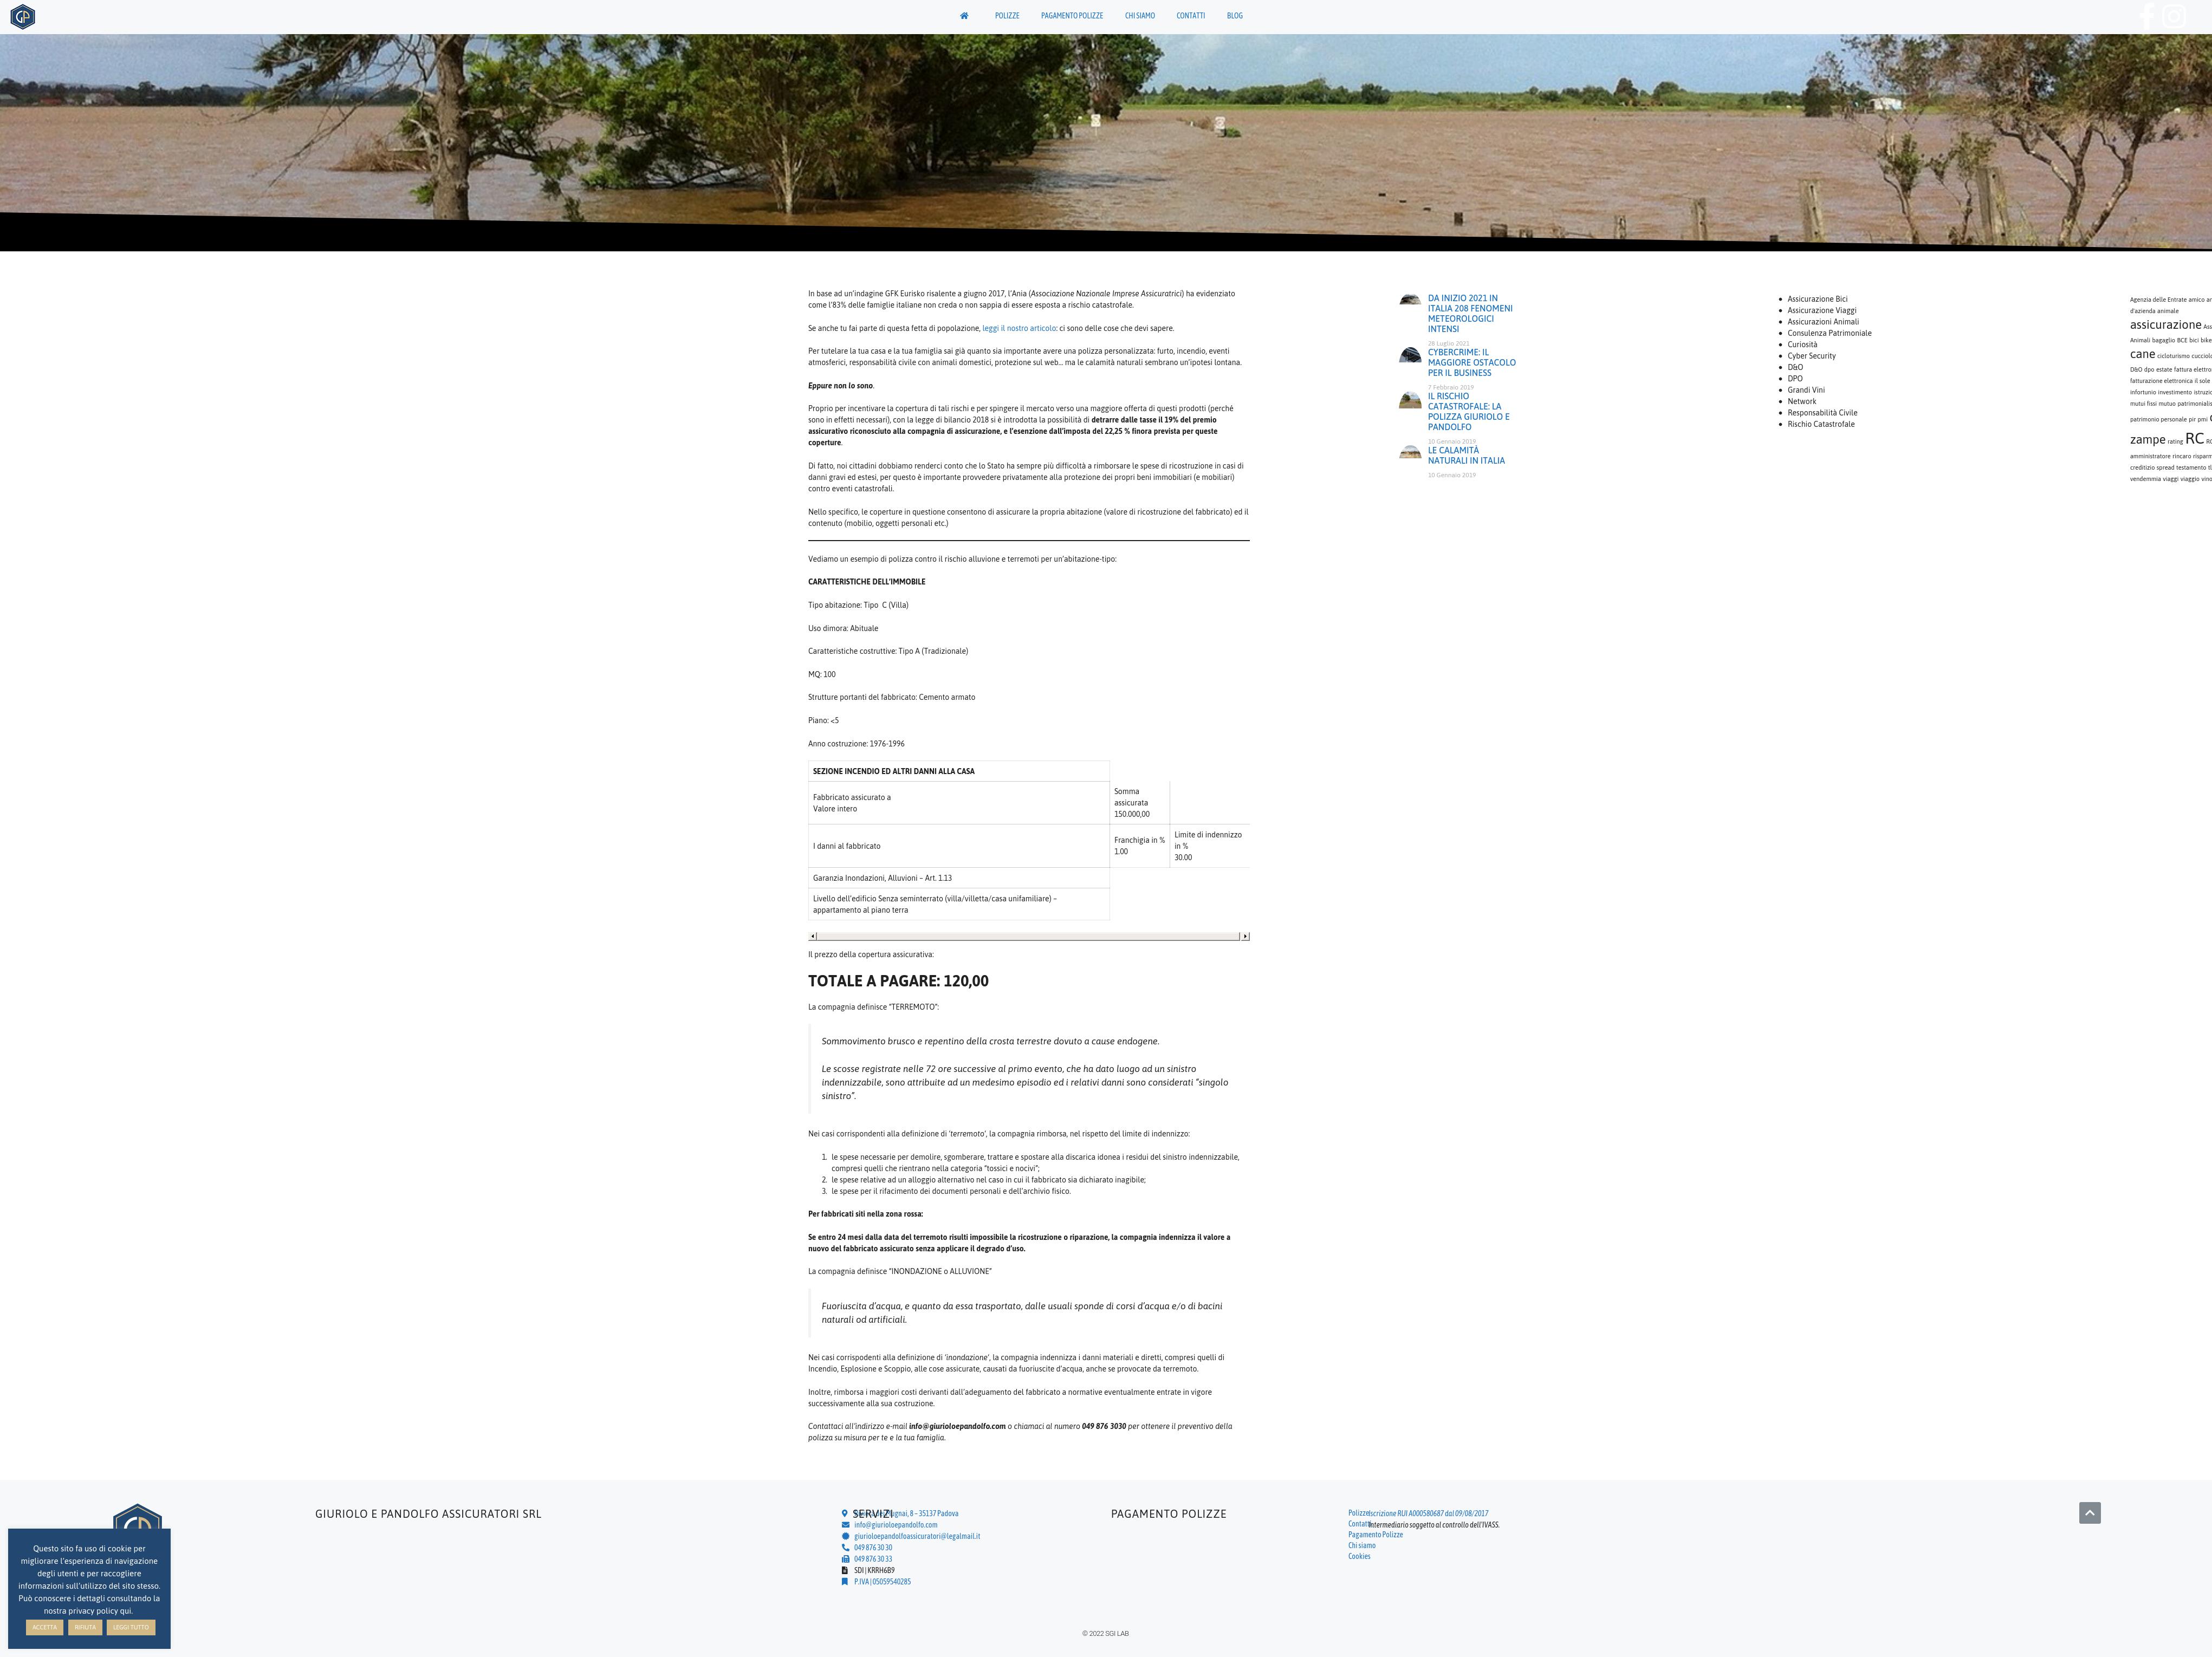 GP
POLIZZE
PAGAMENTO POLIZZE
CHI SIAMO
CONTATTI
BLOG
In base ad un'indagine GFK Eurisko risalente a giugno 2017, l'Ania (Associazione Nazionale Imprese Assicuratrici) ha evidenziato
come l'83% delle famiglie italiane non creda o non sappia di essere esposta a rischio catastrofale.
Se anche tu fai parte di questa fetta di popolazione, leggi il nostro articolo: ci sono delle cose che devi sapere.
Per tutelare la tua casa e la tua famiglia sai già quanto sia importante avere una polizza personalizzata: furto, incendio, eventi
atmosferici, responsabilità civile con animali domestici, protezione sul web… ma le calamità naturali sembrano un'ipotesi lontana.
Eppure non lo sono.
Proprio per incentivare la copertura di tali rischi e per spingere il mercato verso una maggiore offerta di questi prodotti (perché
sono in effetti necessari), con la legge di bilancio 2018 si è introdotta la possibilità di detrarre dalle tasse il 19% del premio
assicurativo riconosciuto alla compagnia di assicurazione, e l'esenzione dall'imposta del 22,25 % finora prevista per queste
coperture.
Di fatto, noi cittadini dobbiamo renderci conto che lo Stato ha sempre più difficoltà a rimborsare le spese di ricostruzione in casi di
danni gravi ed estesi, per questo è importante provvedere privatamente alla protezione dei propri beni immobiliari (e mobiliari)
contro eventi catastrofali.
Nello specifico, le coperture in questione consentono di assicurare la propria abitazione (valore di ricostruzione del fabbricato) ed il
contenuto (mobilio, oggetti personali etc.)
Vediamo un esempio di polizza contro il rischio alluvione e terremoti per un'abitazione-tipo:
CARATTERISTICHE DELL'IMMOBILE
Tipo abitazione: Tipo C (Villa)
Uso dimora: Abituale
Caratteristiche costruttive: Tipo A (Tradizionale)
MQ: 100
Strutture portanti del fabbricato: Cemento armato
Piano: <5
Anno costruzione: 1976-1996
SEZIONE INCENDIO ED ALTRI DANNI ALLA CASA
Fabbricato assicurato a
Valore intero
Somma
assicurata
150.000,00
I danni al fabbricato
Franchigia in %
1.00
Limite di indennizzo
in %
30.00
Garanzia Inondazioni, Alluvioni – Art. 1.13
Livello dell'edificio Senza seminterrato (villa/villetta/casa unifamiliare) –
appartamento al piano terra
Il prezzo della copertura assicurativa:
TOTALE A PAGARE: 120,00
La compagnia definisce "TERREMOTO":
Sommovimento brusco e repentino della crosta terrestre dovuto a cause endogene.
Le scosse registrate nelle 72 ore successive al primo evento, che ha dato luogo ad un sinistro
indennizzabile, sono attribuite ad un medesimo episodio ed i relativi danni sono considerati "singolo
sinistro".
Nei casi corrispondenti alla definizione di 'terremoto', la compagnia rimborsa, nel rispetto del limite di indennizzo:
1. le spese necessarie per demolire, sgomberare, trattare e spostare alla discarica idonea i residui del sinistro indennizzabile,
compresi quelli che rientrano nella categoria "tossici e nocivi";
2. le spese relative ad un alloggio alternativo nel caso in cui il fabbricato sia dichiarato inagibile;
3. le spese per il rifacimento dei documenti personali e dell'archivio fisico.
Per fabbricati siti nella zona rossa:
Se entro 24 mesi dalla data del terremoto risulti impossibile la ricostruzione o riparazione, la compagnia indennizza il valore a
nuovo del fabbricato assicurato senza applicare il degrado d'uso.
La compagnia definisce "INONDAZIONE o ALLUVIONE"
Fuoriuscita d'acqua, e quanto da essa trasportato, dalle usuali sponde di corsi d'acqua e/o di bacini
naturali od artificiali.
Nei casi corrispodenti alla definizione di 'inondazione', la compagnia indennizza i danni materiali e diretti, compresi quelli di
Incendio, Esplosione e Scoppio, alle cose assicurate, causati da fuoriuscite d'acqua, anche se provocate da terremoto.
Inoltre, rimborsa i maggiori costi derivanti dall'adeguamento del fabbricato a normative eventualmente entrate in vigore
successivamente alla sua costruzione.
Contattaci all'indirizzo e-mail info@giurioloepandolfo.com o chiamaci al numero 049 876 3030 per ottenere il preventivo della
polizza su misura per te e la tua famiglia.
DA INIZIO 2021 IN
ITALIA 208 FENOMENI
METEOROLOGICI
INTENSI
28 Luglio 2021
CYBERCRIME: IL
MAGGIORE OSTACOLO
PER IL BUSINESS
7 Febbraio 2019
IL RISCHIO
CATASTROFALE: LA
POLIZZA GIURIOLO E
PANDOLFO
10 Gennaio 2019
LE CALAMITÀ
NATURALI IN ITALIA
10 Gennaio 2019
Assicurazione Bici
Assicurazione Viaggi
Assicurazioni Animali
Consulenza Patrimoniale
Curiosità
Cyber Security
D&O
DPO
Grandi Vini
Network
Responsabilità Civile
Rischio Catastrofale
Agenzia delle Entrate amico
d'azienda animale
assicurazione
Animali bagaglio BCE bici bike
cane cicloturismo
D&O dpo estate fattura
fatturazione elettronica il sole
infortunio investimento
mutui fissi mutuo
patrimonio personale pir pmi
zampe rating RC
amministratore rincaro
creditizio spread testamento
vendemmia viaggi viaggio
GIURIOLO E PANDOLFO ASSICURATORI SRL
SERVIZI
8 – 35137 Padova
info@giurioloepandolfo.com
giurioloepandolfoassicuratori@legalmail.it
049 876 30 30
049 876 30 33
SDI | KRRH6B9
P.IVA | 05059540285
PAGAMENTO POLIZZE
Polizze
Iscrizione RUI A000580687 dal 09/08/2017
Contatti
Intermediario soggetto al controllo dell'IVASS.
Pagamento Polizze
Chi siamo
Cookies
Questo sito fa uso di cookie per
migliorare l'esperienza di navigazione
degli utenti e per raccogliere
informazioni sull'utilizzo del sito stesso.
Può conoscere i dettagli consultando la
nostra privacy policy qui.
ACCETTA
RIFIUTA
LEGGI TUTTO
© 2022 SGI LAB